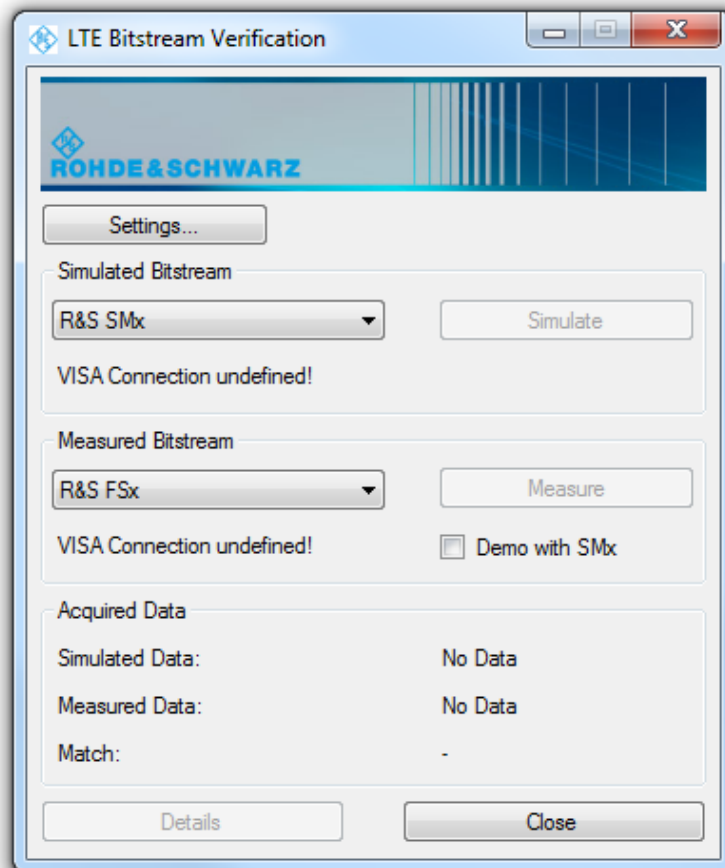 LTE Bitstream Verification
ROHDE&SCHWARZ
Settings...
Simulated Bitstream
R&S SMx
Simulate
VISA Connection undefined!
Measured Bitstream
R&S FSx
Measure
VISA Connection undefined!
Demo with SMx
Acquired Data
Simulated Data: No Data
Measured Data: No Data
Match: -
Details
Close